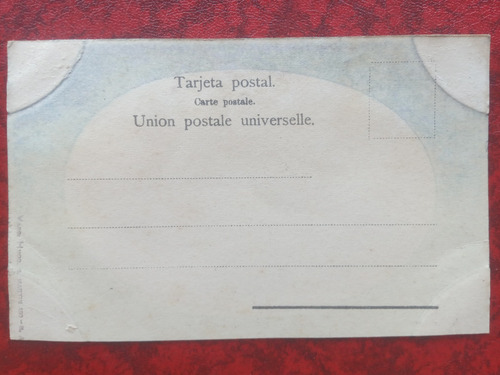 Tarjeta postal.
Carte postale.
Union postale universelle.